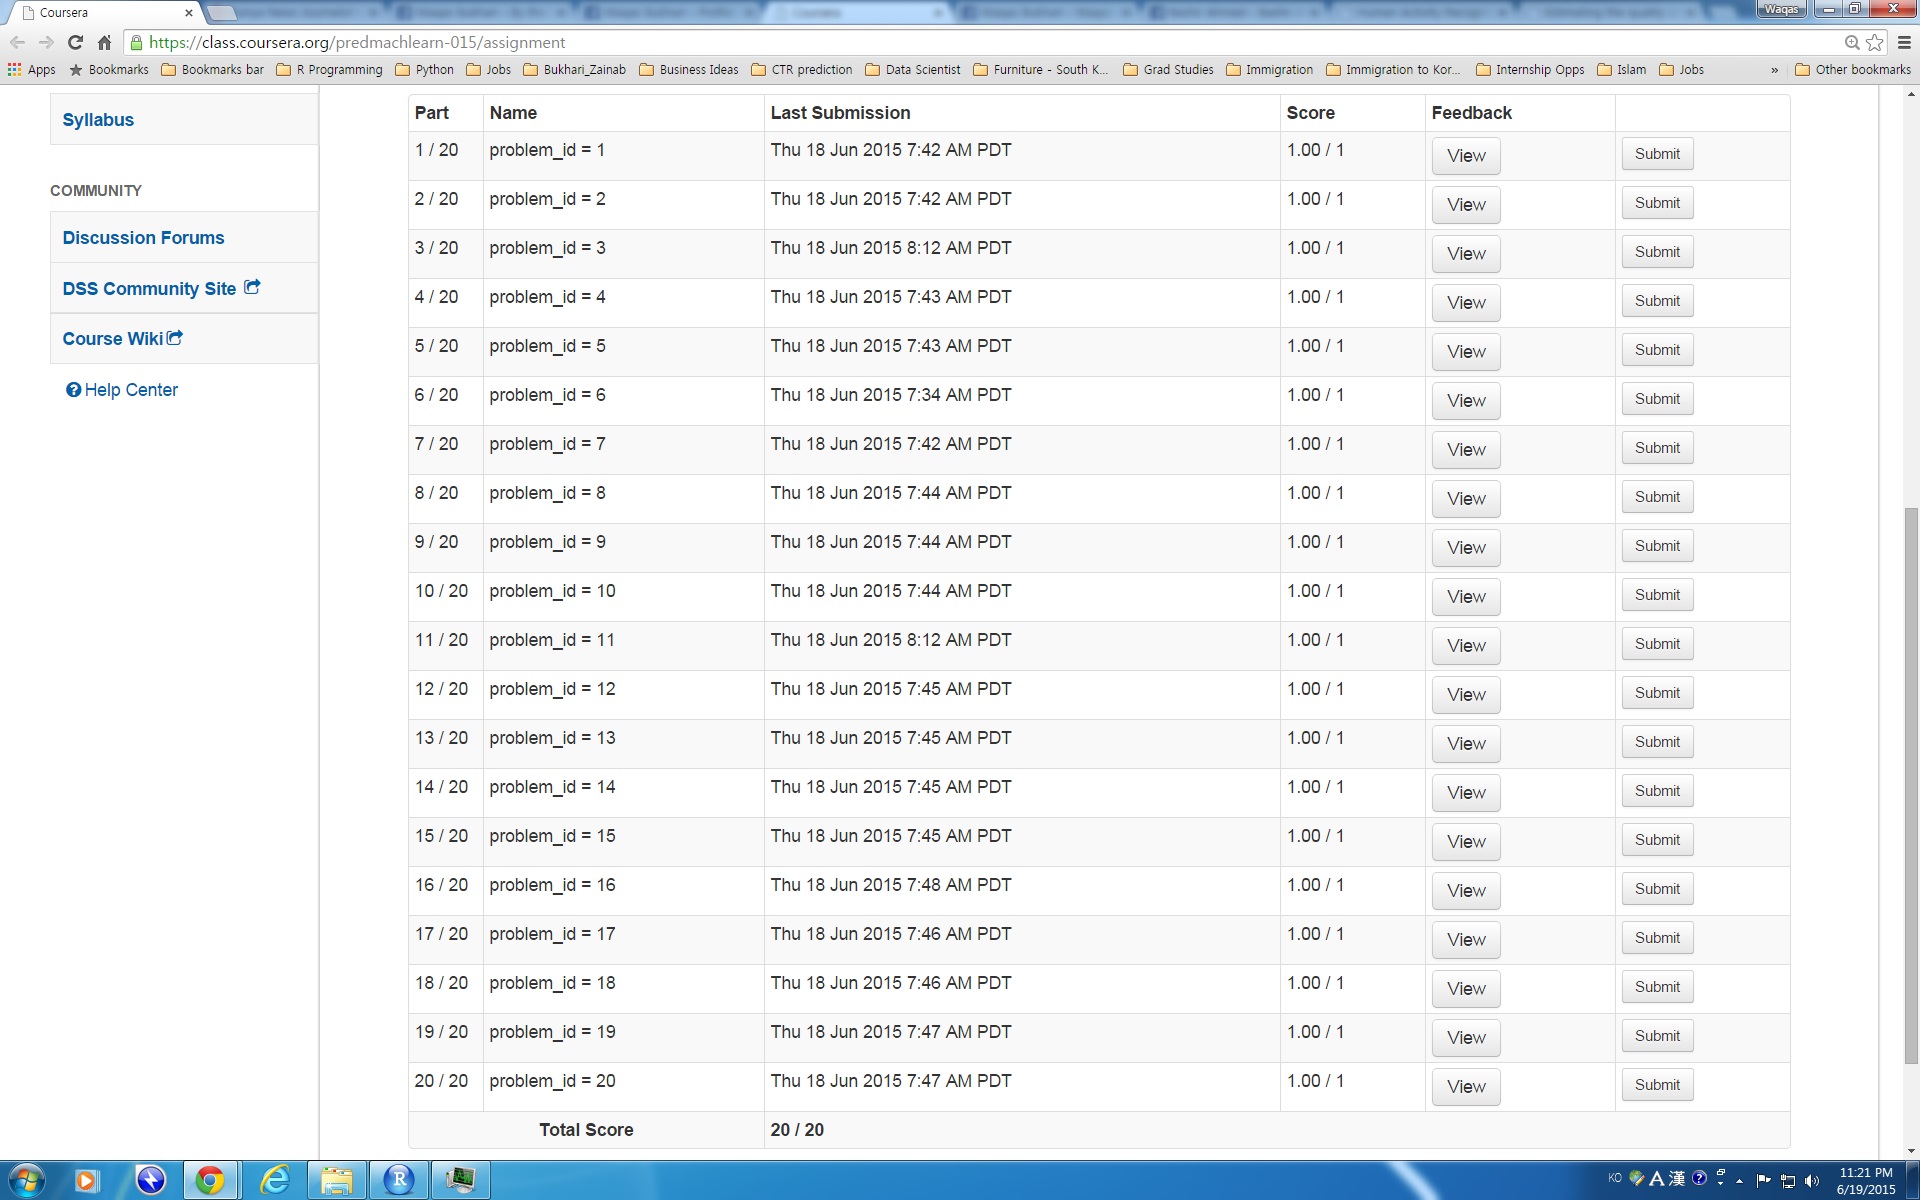 Coursera
Waqas
https://class.coursera.org/predmachlearn-015/assignment
Apps Bookmarks Bookmarks bar R Programming Python Jobs Bukhari_Zainab Business Ideas CTR prediction Data Scientist Furniture - South K... Grad Studies Immigration Immigration to Kor... Internship Opps Islam Jobs » Other bookmarks
Syllabus
COMMUNITY
Discussion Forums
DSS Community Site
Course Wiki
Help Center
Part Name Last Submission Score Feedback
1 / 20 problem_id = 1 Thu 18 Jun 2015 7:42 AM PDT 1.00 / 1 View Submit
2 / 20 problem_id = 2 Thu 18 Jun 2015 7:42 AM PDT 1.00 / 1 View Submit
3 / 20 problem_id = 3 Thu 18 Jun 2015 8:12 AM PDT 1.00 / 1 View Submit
4 / 20 problem_id = 4 Thu 18 Jun 2015 7:43 AM PDT 1.00 / 1 View Submit
5 / 20 problem_id = 5 Thu 18 Jun 2015 7:43 AM PDT 1.00 / 1 View Submit
6 / 20 problem_id = 6 Thu 18 Jun 2015 7:34 AM PDT 1.00 / 1 View Submit
7 / 20 problem_id = 7 Thu 18 Jun 2015 7:42 AM PDT 1.00 / 1 View Submit
8 / 20 problem_id = 8 Thu 18 Jun 2015 7:44 AM PDT 1.00 / 1 View Submit
9 / 20 problem_id = 9 Thu 18 Jun 2015 7:44 AM PDT 1.00 / 1 View Submit
10 / 20 problem_id = 10 Thu 18 Jun 2015 7:44 AM PDT 1.00 / 1 View Submit
11 / 20 problem_id = 11 Thu 18 Jun 2015 8:12 AM PDT 1.00 / 1 View Submit
12 / 20 problem_id = 12 Thu 18 Jun 2015 7:45 AM PDT 1.00 / 1 View Submit
13 / 20 problem_id = 13 Thu 18 Jun 2015 7:45 AM PDT 1.00 / 1 View Submit
14 / 20 problem_id = 14 Thu 18 Jun 2015 7:45 AM PDT 1.00 / 1 View Submit
15 / 20 problem_id = 15 Thu 18 Jun 2015 7:45 AM PDT 1.00 / 1 View Submit
16 / 20 problem_id = 16 Thu 18 Jun 2015 7:48 AM PDT 1.00 / 1 View Submit
17 / 20 problem_id = 17 Thu 18 Jun 2015 7:46 AM PDT 1.00 / 1 View Submit
18 / 20 problem_id = 18 Thu 18 Jun 2015 7:46 AM PDT 1.00 / 1 View Submit
19 / 20 problem_id = 19 Thu 18 Jun 2015 7:47 AM PDT 1.00 / 1 View Submit
20 / 20 problem_id = 20 Thu 18 Jun 2015 7:47 AM PDT 1.00 / 1 View Submit
Total Score 20 / 20
KO A 漢
11:21 PM
6/19/2015